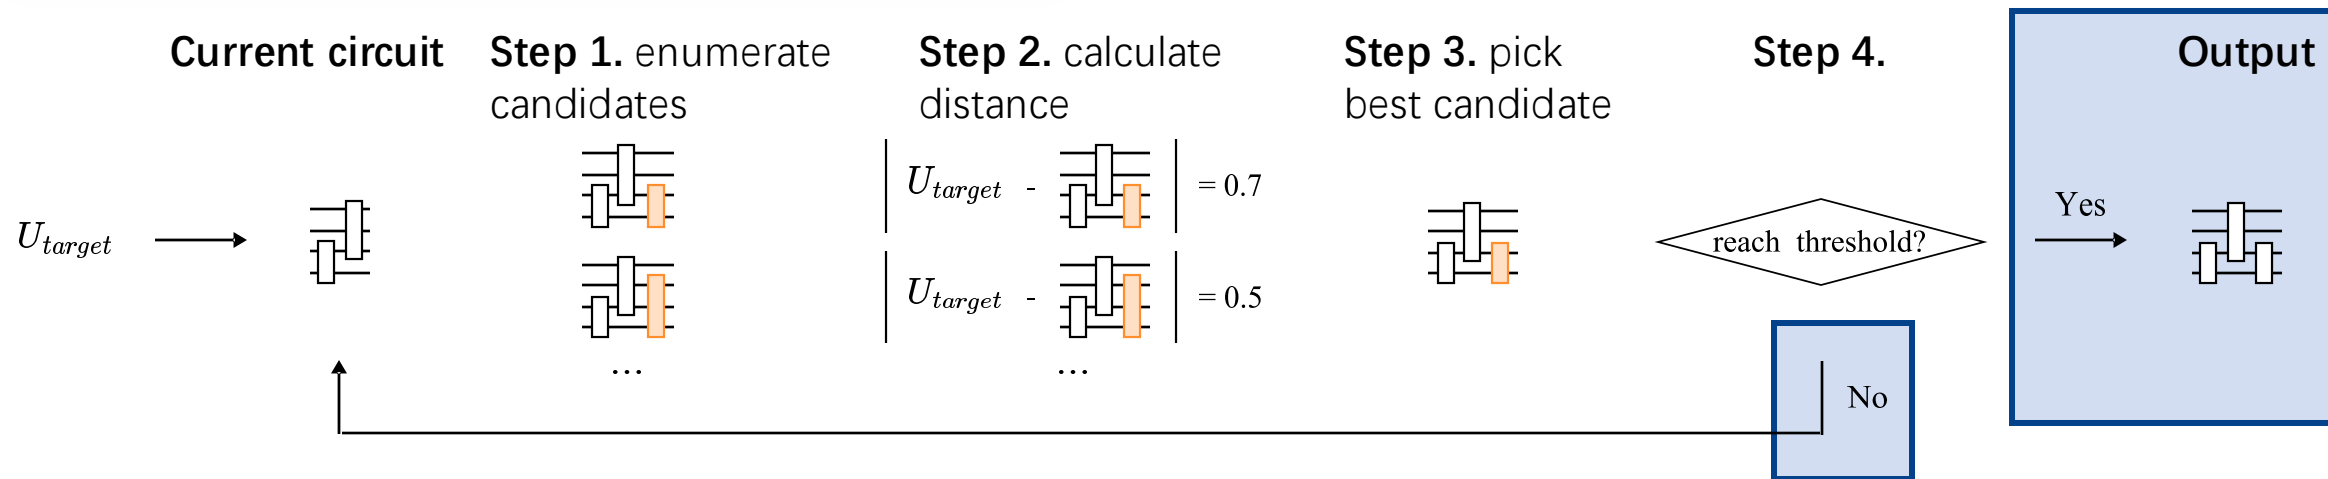 Current circuit
Step 1. enumerate
candidates
Step 2. calculate
distance
Step 3. pick
best candidate
Step 4.
Output
U_target
U_target - = 0.7
U_target - = 0.5
...
...
reach threshold?
Yes
No